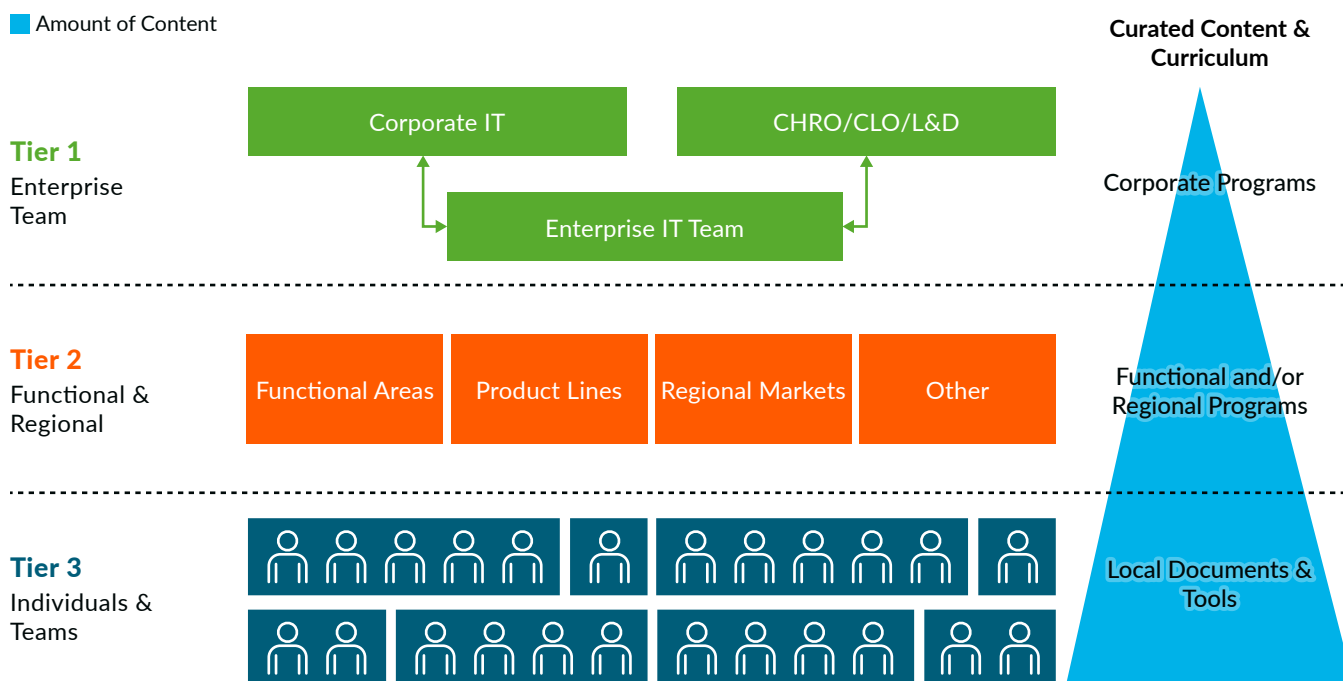 Amount of Content
Curated Content &
Curriculum
Corporate IT
CHRO/CLO/L&D
Tier 1
Enterprise
Team
Corporate Programs
Enterprise IT Team
Tier 2
Functional &
Regional
Functional Areas
Product Lines
Regional Markets
Other
Functional and/or
Regional Programs
Tier 3
Individuals &
Teams
Local Documents &
Tools